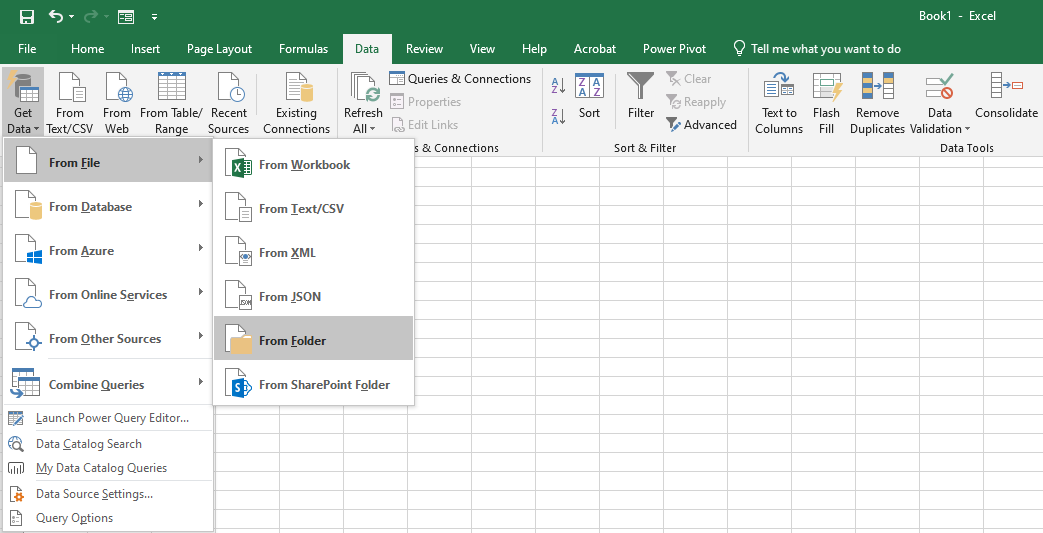 Book1 - Excel
File Home Insert Page Layout Formulas Data Review View Help Acrobat Power Pivot Tell me what you want to do
Get Data
From Text/CSV
From Web
From Table/ Range
Recent Sources
Existing Connections
Refresh All
Queries & Connections
Properties
Edit Links
s & Connections
A
Z
Z
A
Z A
A Z
Sort
Filter
Clear
Reapply
Advanced
Sort & Filter
Text to Columns
Flash Fill
Remove Duplicates
Data Validation
Consolidate
Data Tools
From File
From Database
From Azure
From Online Services
From Other Sources
Combine Queries
Launch Power Query Editor...
Data Catalog Search
My Data Catalog Queries
Data Source Settings...
Query Options
From Workbook
From Text/CSV
From XML
JSON
From JSON
From Folder
From SharePoint Folder